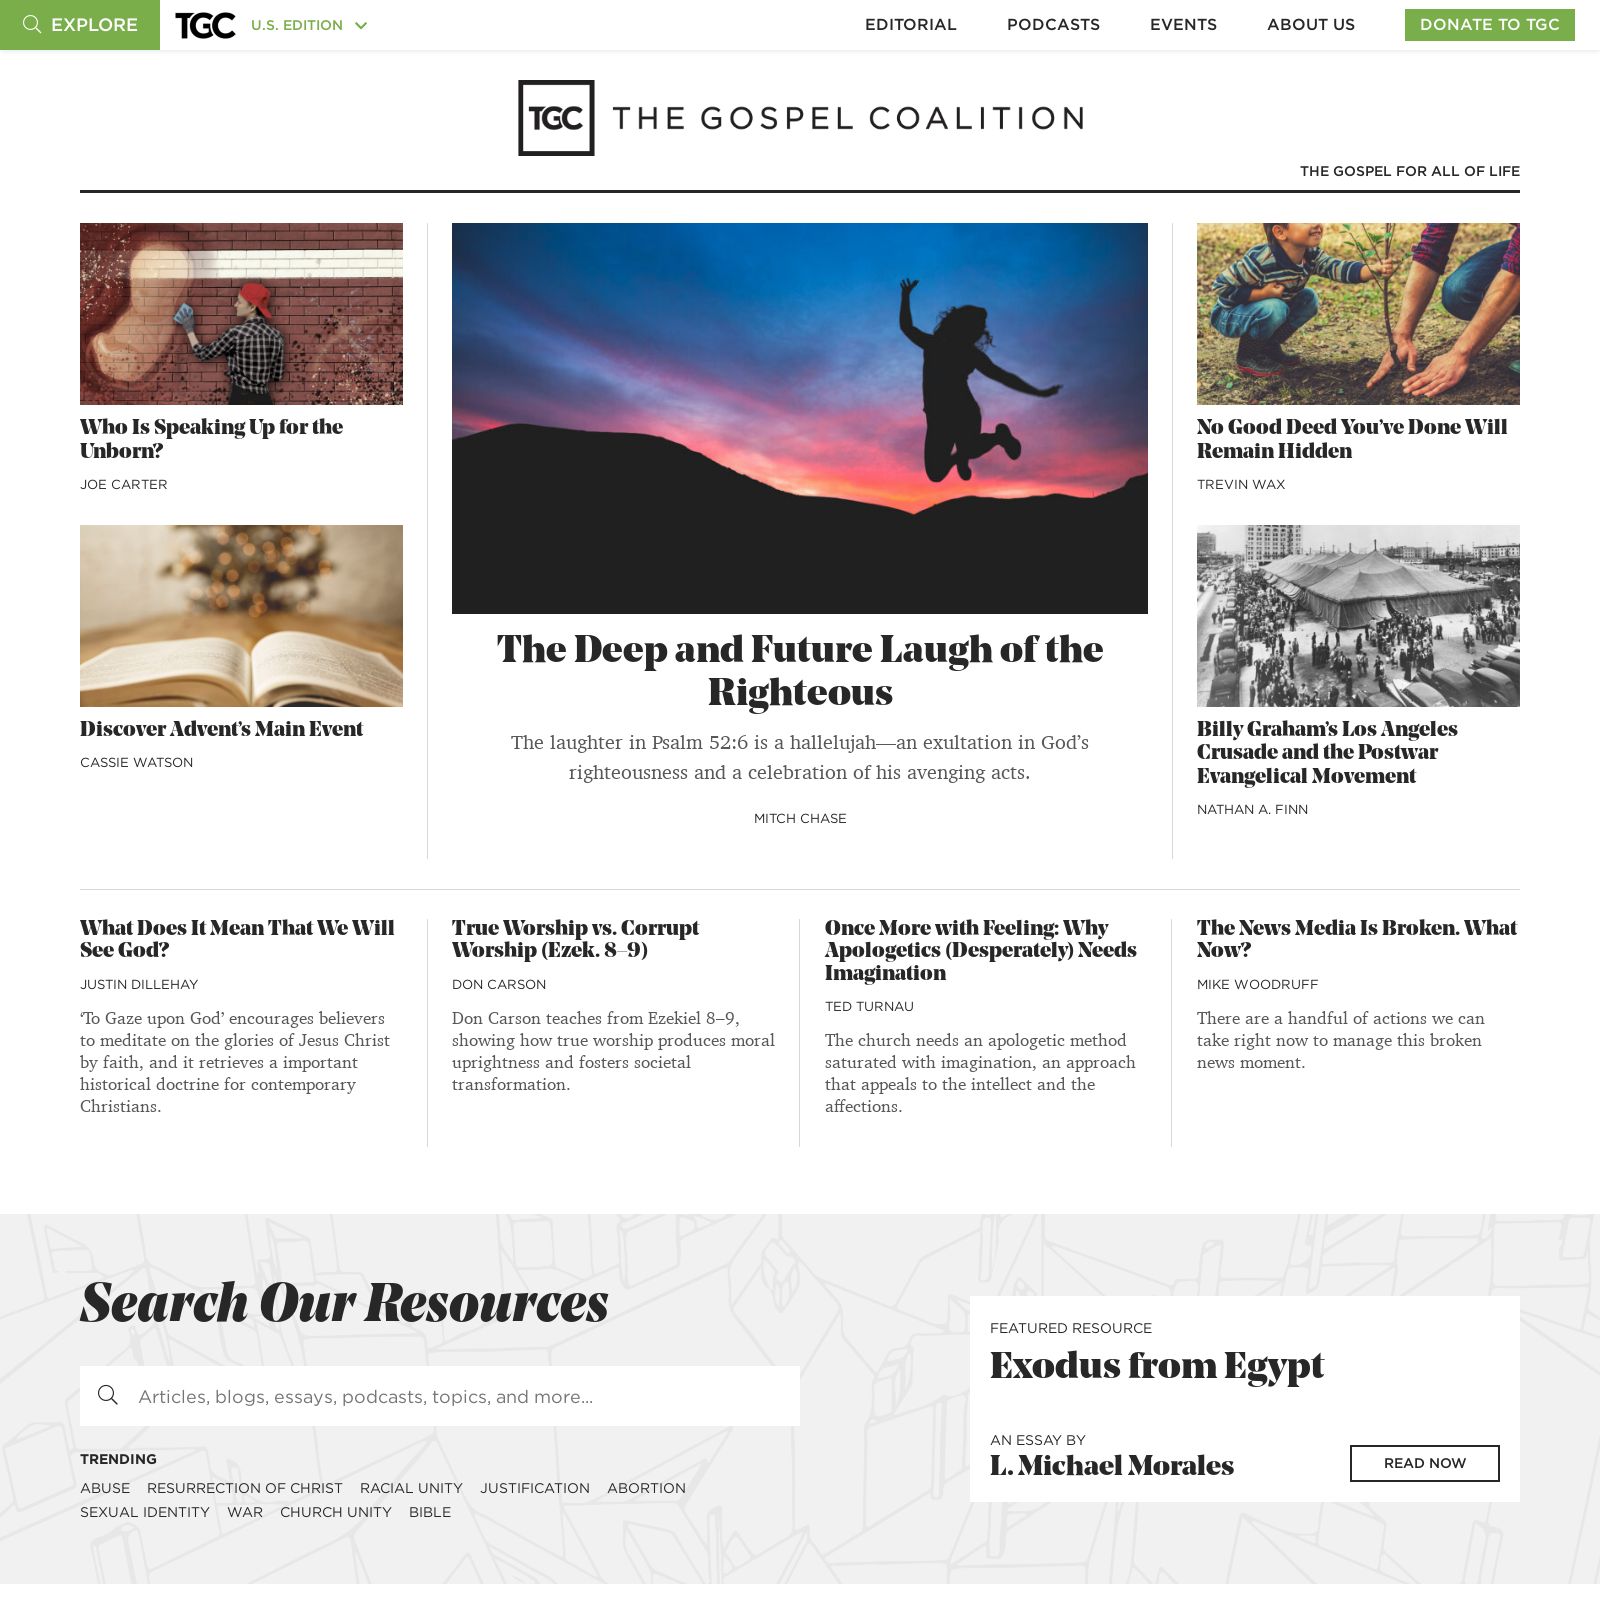 EXPLORE
TGC
U.S. EDITION
EDITORIAL
PODCASTS
EVENTS
ABOUT US
DONATE TO TGC
TGC THE GOSPEL COALITION
THE GOSPEL FOR ALL OF LIFE
Who Is Speaking Up for the
Unborn?
JOE CARTER
Discover Advent’s Main Event
CASSIE WATSON
The Deep and Future Laugh of the
Righteous
The laughter in Psalm 52:6 is a hallelujah—an exultation in God’s
righteousness and a celebration of his avenging acts.
MITCH CHASE
No Good Deed You’ve Done Will
Remain Hidden
TREVIN WAX
Billy Graham’s Los Angeles
Crusade and the Postwar
Evangelical Movement
NATHAN A. FINN
What Does It Mean That We Will
See God?
JUSTIN DILLEHAY
‘To Gaze upon God’ encourages believers
to meditate on the glories of Jesus Christ
by faith, and it retrieves a important
historical doctrine for contemporary
Christians.
True Worship vs. Corrupt
Worship (Ezek. 8–9)
DON CARSON
Don Carson teaches from Ezekiel 8–9,
showing how true worship produces moral
uprightness and fosters societal
transformation.
Once More with Feeling: Why
Apologetics (Desperately) Needs
Imagination
TED TURNAU
The church needs an apologetic method
saturated with imagination, an approach
that appeals to the intellect and the
affections.
The News Media Is Broken. What
Now?
MIKE WOODRUFF
There are a handful of actions we can
take right now to manage this broken
news moment.
Search Our Resources
Articles, blogs, essays, podcasts, topics, and more...
TRENDING
ABUSE RESURRECTION OF CHRIST RACIAL UNITY JUSTIFICATION ABORTION
SEXUAL IDENTITY WAR CHURCH UNITY BIBLE
FEATURED RESOURCE
Exodus from Egypt
AN ESSAY BY
L. Michael Morales
READ NOW